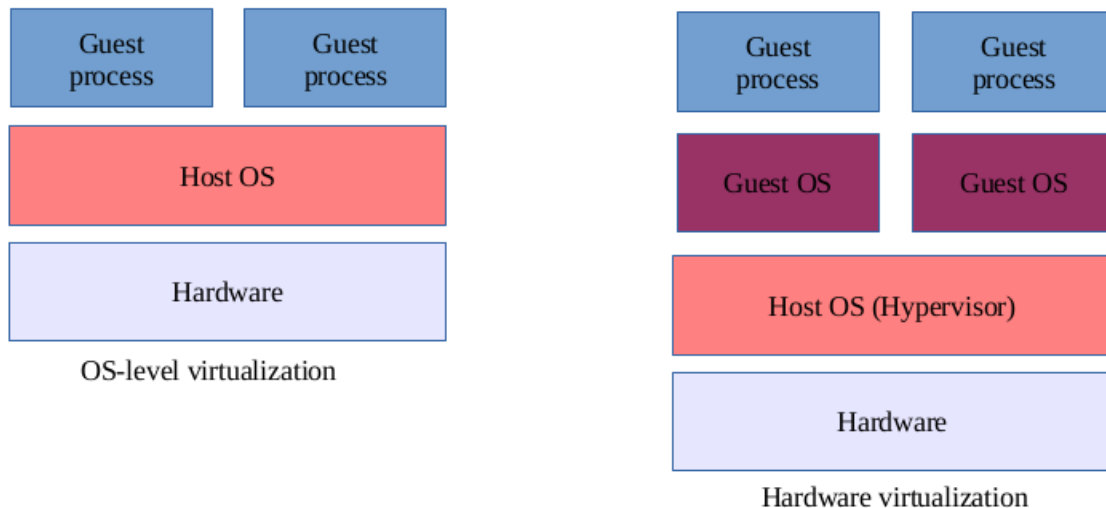 Guest
process
Guest
process
Host OS
Hardware
OS-level virtualization
Guest
process
Guest
process
Guest OS
Guest OS
Host OS (Hypervisor)
Hardware
Hardware virtualization